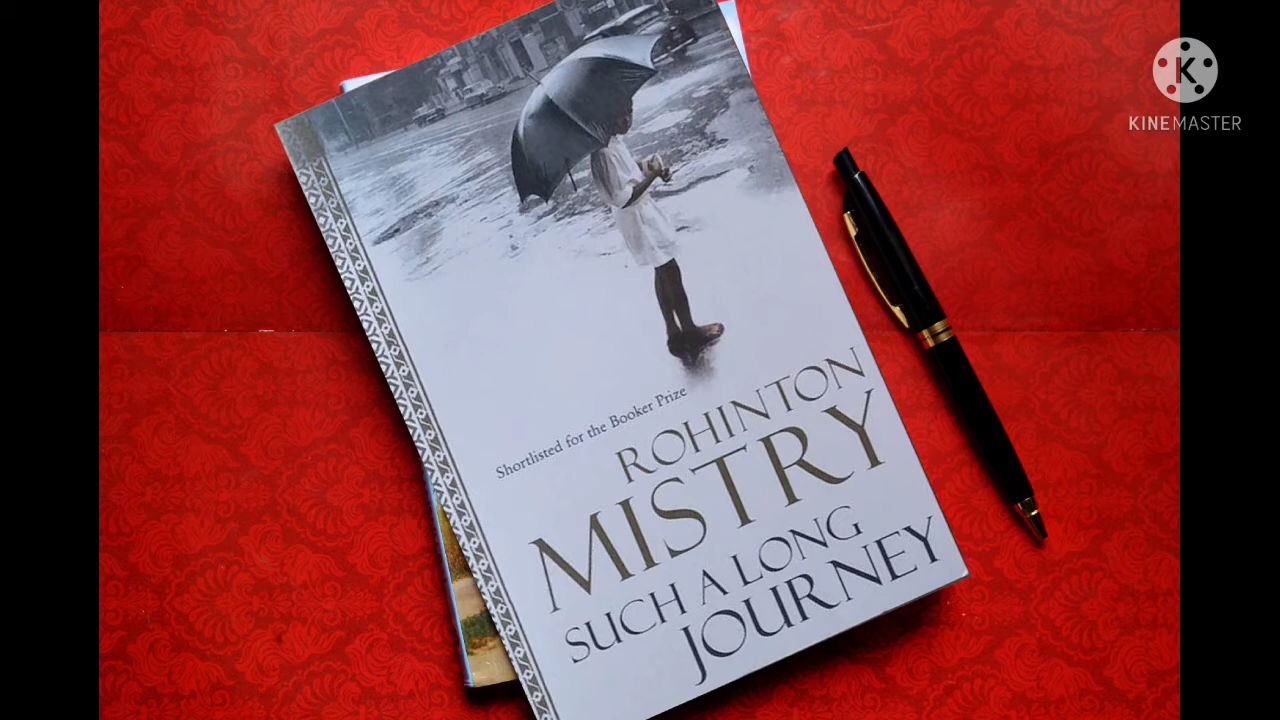 K
KINEMASTER
Shortlisted for the Booker Prize
ROHINTON
MISTRY
SUCH A LONG
JOURNEY